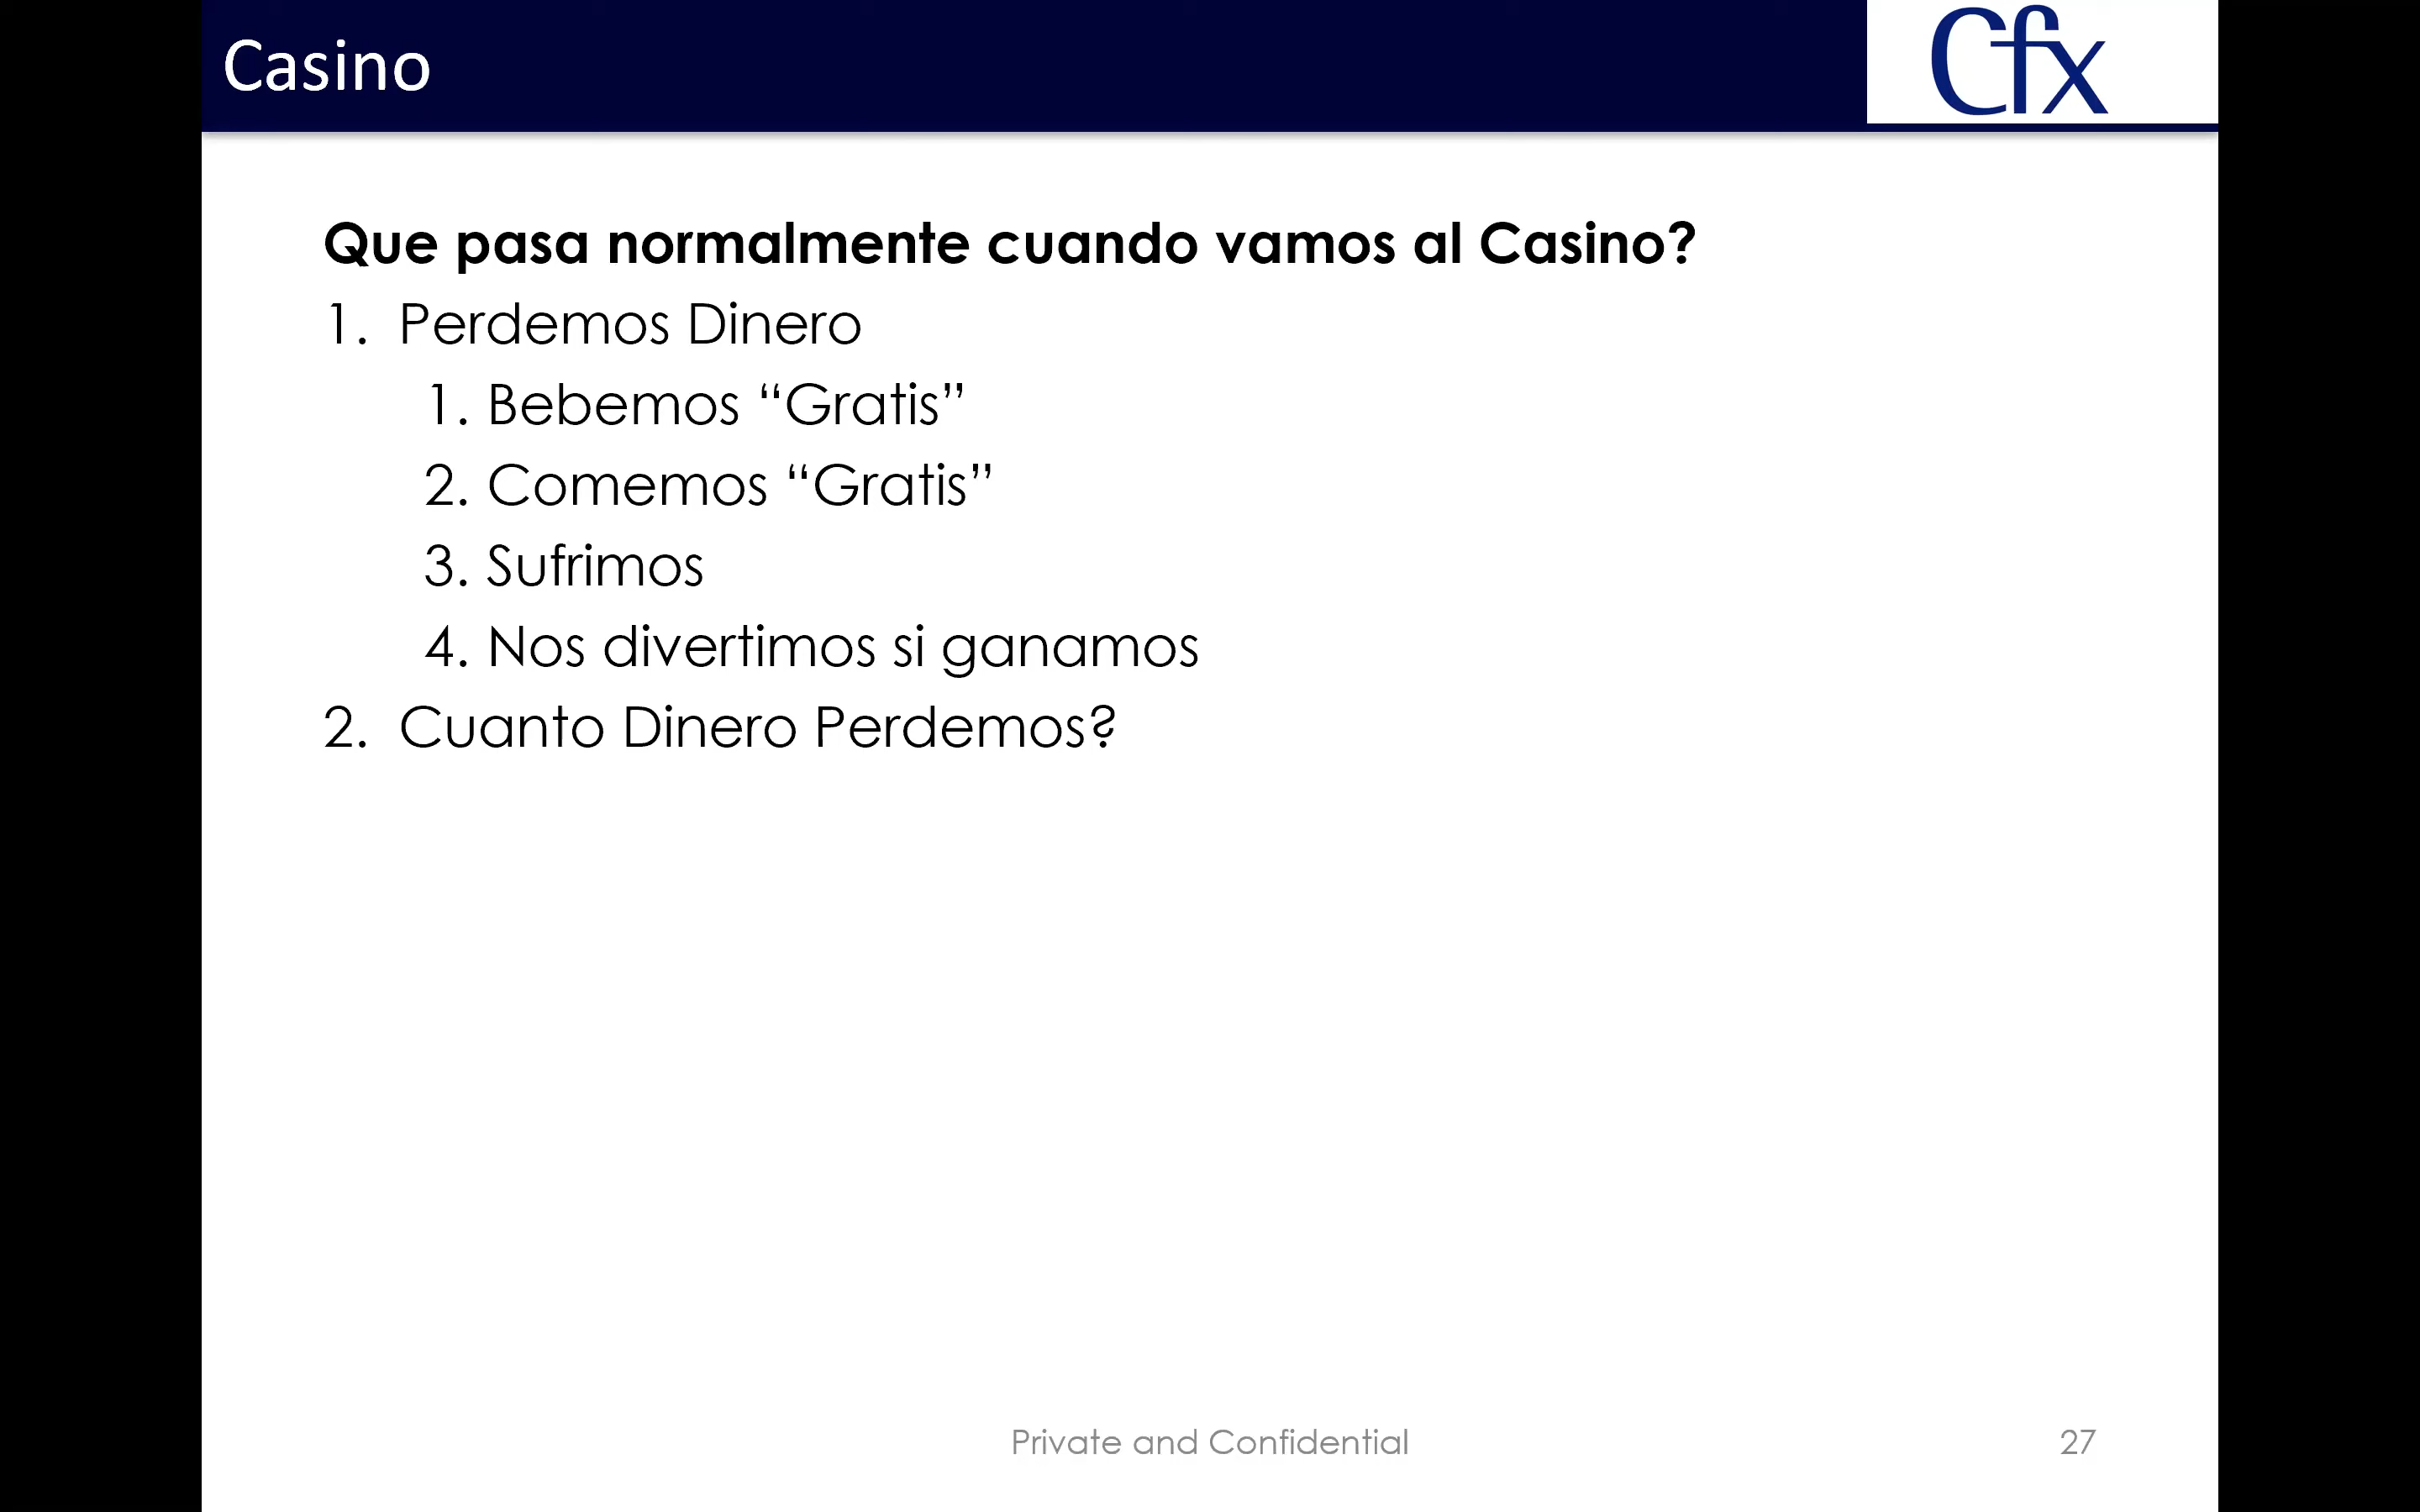 Casino
Cfx
Que pasa normalmente cuando vamos al Casino?
1. Perdemos Dinero
1. Bebemos “Gratis”
2. Comemos “Gratis”
3. Sufrimos
4. Nos divertimos si ganamos
2. Cuanto Dinero Perdemos?
Private and Confidential
27